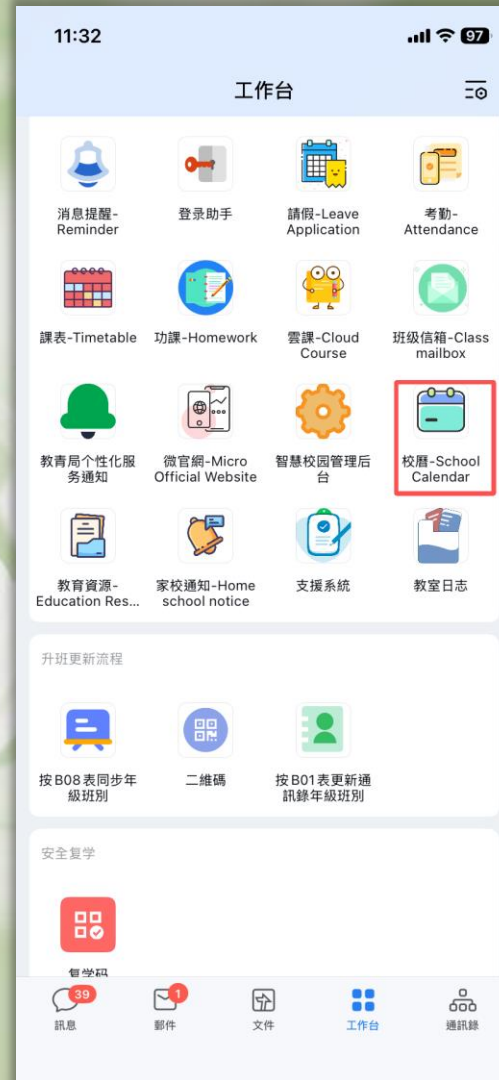 11:32
97
工作台
消息提醒-
Reminder
登录助手
請假-Leave
Application
考勤-
Attendance
課表-Timetable
功課-Homework
雲課-Cloud
Course
班级信箱-Class
mailbox
教青局个性化服
务通知
微官網-Micro
Official Website
智慧校园管理后
台
校曆-School
Calendar
教育資源-
Education Res...
家校通知-Home
school notice
支援系統
教室日志
升班更新流程
按B08表同步年
級班別
二維碼
按B01表更新通
訊錄年級班別
安全复学
复学码
39
1
訊息
郵件
文件
工作台
通訊錄